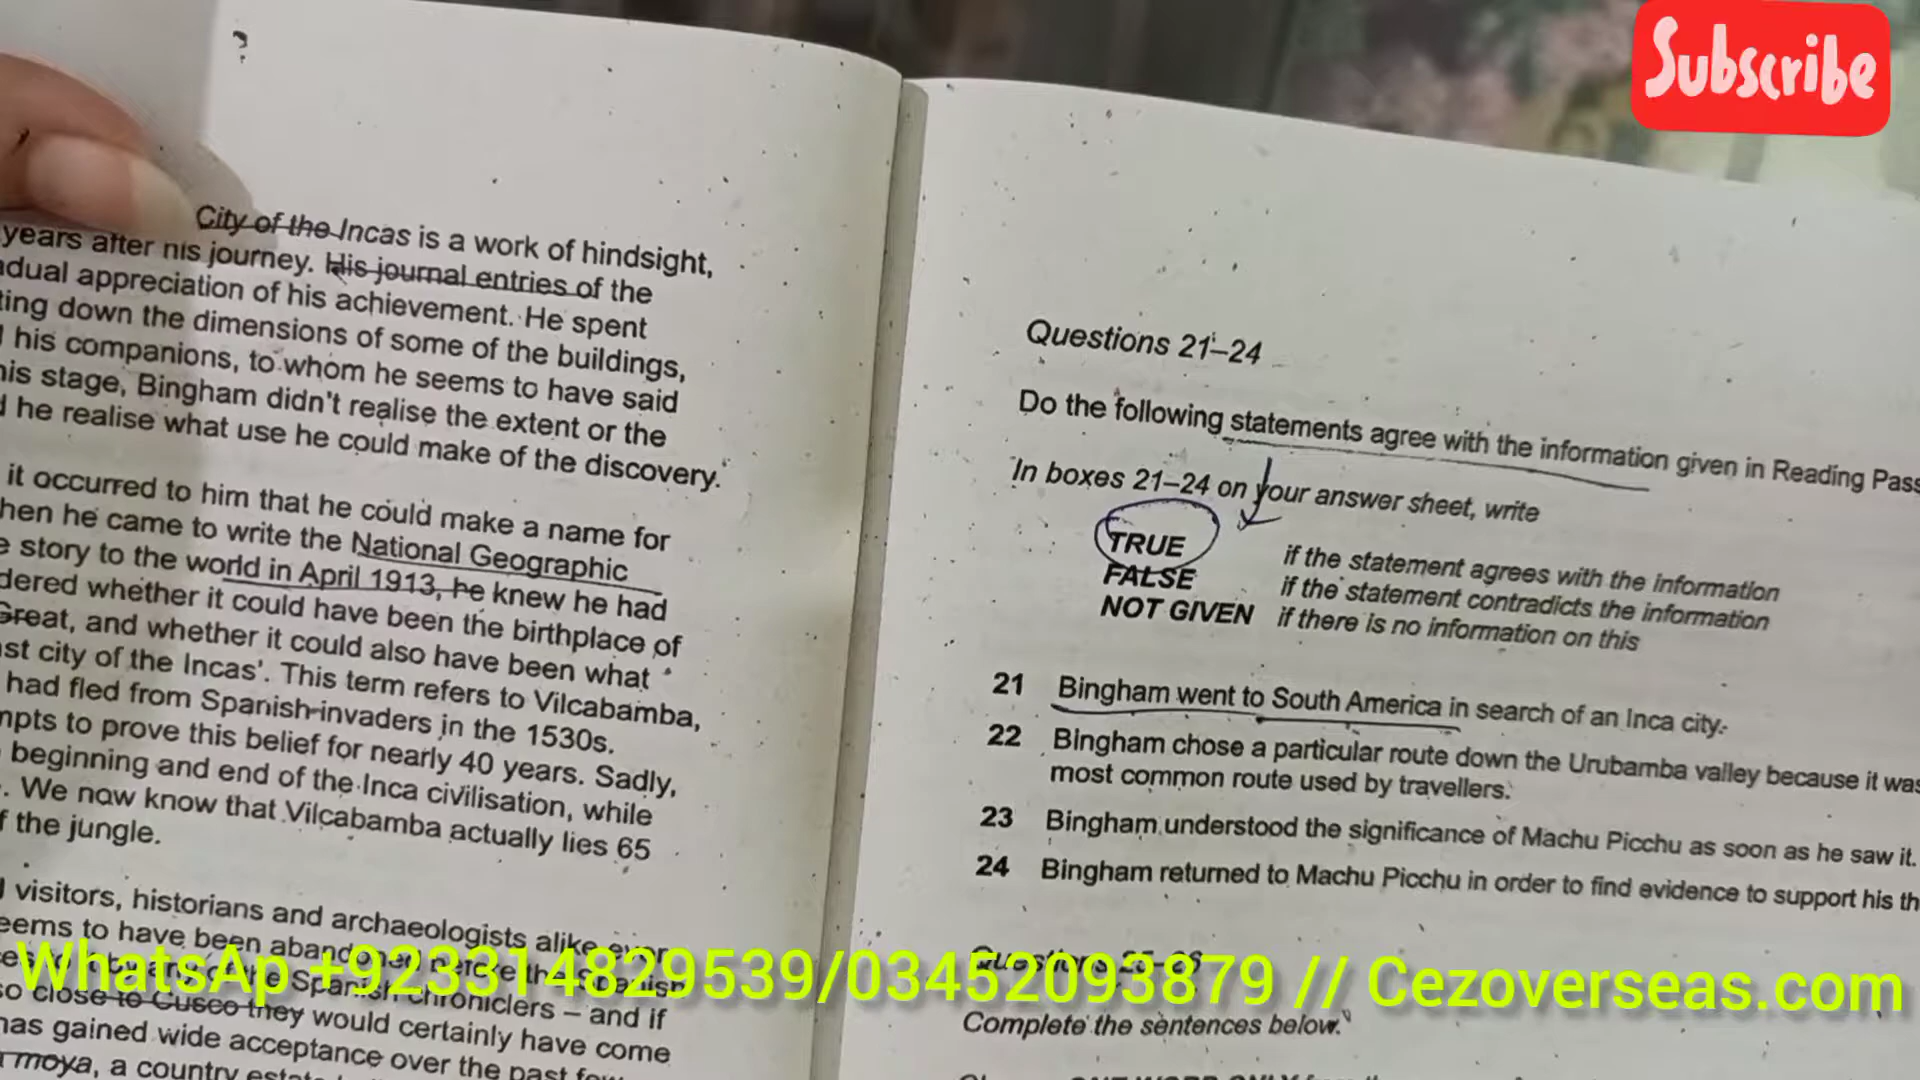 Subscribe
City of the Incas is a work of hindsight,
years after his journey. His journal entries of the
adual appreciation of his achievement. He spent
ting down the dimensions of some of the buildings,
his companions, to whom he seems to have said
his stage, Bingham didn't realise the extent or the
he realise what use he could make of the discovery.
it occurred to him that he could make a name for
hen he came to write the National Geographic
e story to the world in April 1913, he knew he had
dered whether it could have been the birthplace of
Great, and whether it could also have been what
st city of the Incas'. This term refers to Vilcabamba,
had fled from Spanish invaders in the 1530s.
mpts to prove this belief for nearly 40 years. Sadly,
beginning and end of the Inca civilisation, while
. We now know that Vilcabamba actually lies 65
f the jungle.
visitors, historians and archaeologists alike ever
eems to have been abandoned before the Spanish
of the Spanish chroniclers – and if
so close to Cusco they would certainly have come
has gained wide acceptance over the past few
moya, a country
Questions 21–24
Do the following statements agree with the information given in Reading Pass
In boxes 21–24 on your answer sheet, write
TRUE if the statement agrees with the information
FALSE if the statement contradicts the information
NOT GIVEN if there is no information on this
21 Bingham went to South America in search of an Inca city.
22 Bingham chose a particular route down the Urubamba valley because it was
most common route used by travellers.
23 Bingham understood the significance of Machu Picchu as soon as he saw it.
24 Bingham returned to Machu Picchu in order to find evidence to support his th
Questions 25–26
Complete the sentences below.
WhatsAp +923314829539/03452093879 // Cezoverseas.com